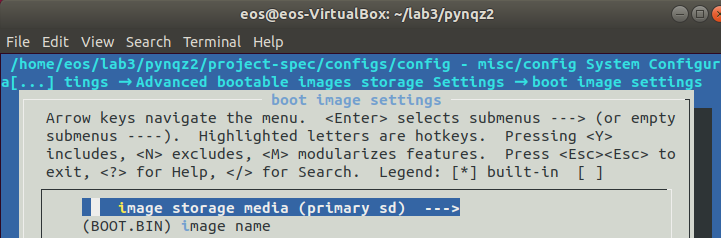 eos@eos-VirtualBox: ~/lab3/pynqz2
File Edit View Search Terminal Help
/home/eos/lab3/pynqz2/project-spec/configs/config - misc/config System Configur
a[...] tings → Advanced bootable images storage Settings → boot image settings
boot image settings
Arrow keys navigate the menu. <Enter> selects submenus ---> (or empty
submenus ----). Highlighted letters are hotkeys. Pressing <Y>
includes, <N> excludes, <M> modularizes features. Press <Esc><Esc> to
exit, <?> for Help, </> for Search. Legend: [*] built-in [ ]
image storage media (primary sd) --->
(BOOT.BIN) image name